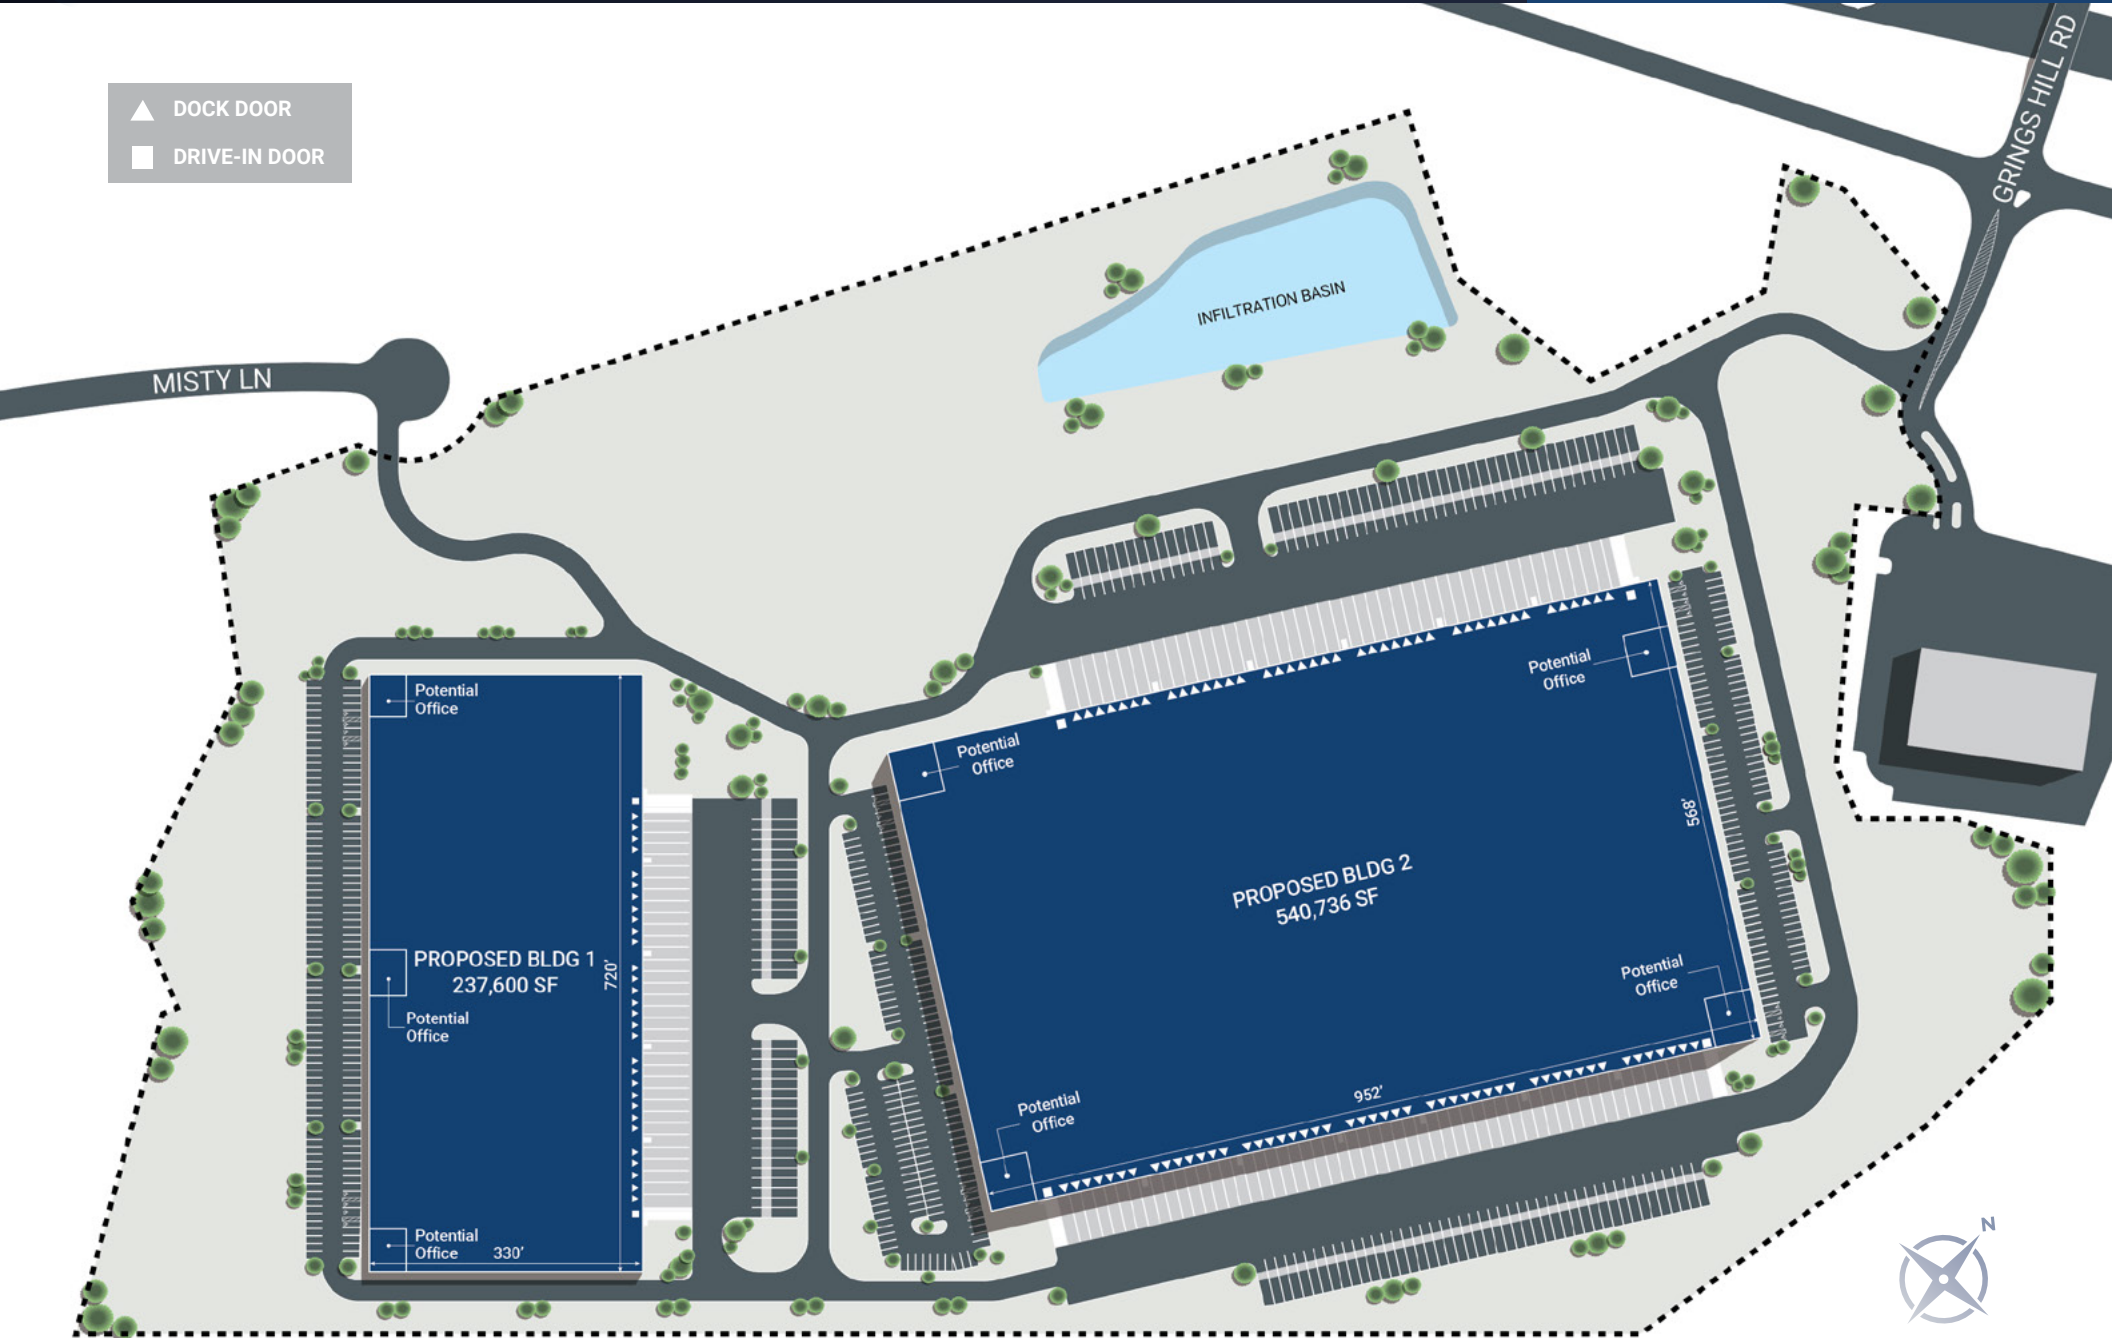 GRINGS HILL RD
DOCK DOOR
DRIVE-IN DOOR
INFILTRATION BASIN
MISTY LN
Potential
Office
Potential
Office
Potential
Office
568'
PROPOSED BLDG 2
540,736 SF
PROPOSED BLDG 1
237,600 SF
720'
Potential
Office
Potential
Office
952'
Potential
Office
Potential
Office
330'
N